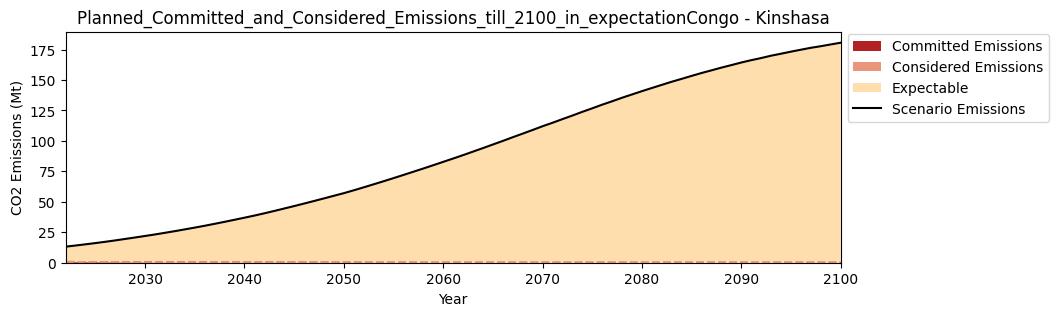 Planned_Committed_and_Considered_Emissions_till_2100_in_expectationCongo - Kinshasa
CO2 Emissions (Mt)
175
150
125
100
75
50
25
0
2030
2040
2050
2060
2070
2080
2090
2100
Year
Committed Emissions
Considered Emissions
Expectable
Scenario Emissions